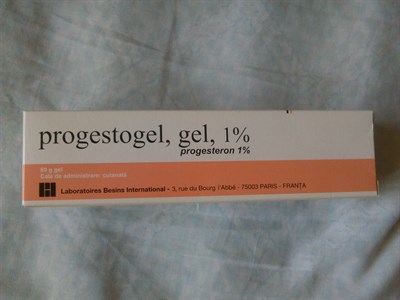 progestogel, gel, 1%
progesteron 1%
80 g gel
Cale de administrare: cutanată
Laboratoires Besins International - 3, rue du Bourg l'Abbé - 75003 PARIS - FRANŢA